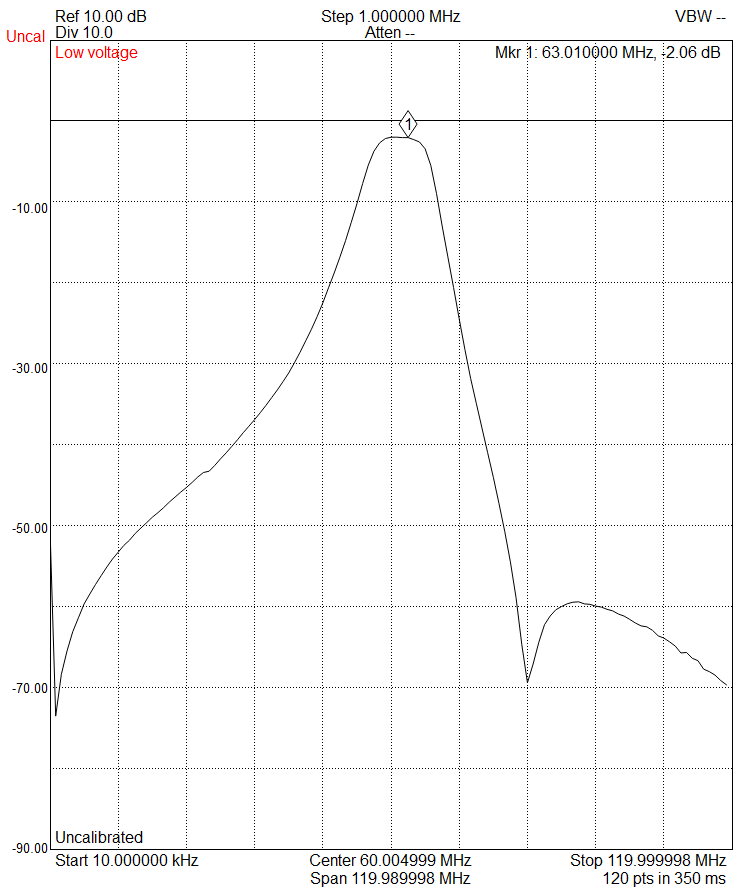 Ref 10.00 dB Step 1.000000 MHz VBW --
Uncal Div 10.0 Atten --
Low voltage Mkr 1: 63.010000 MHz, -2.06 dB
1
-10.00
-30.00
-50.00
-70.00
Uncalibrated
-90.00
Start 10.000000 kHz Center 60.004999 MHz Stop 119.999998 MHz
Span 119.989998 MHz 120 pts in 350 ms